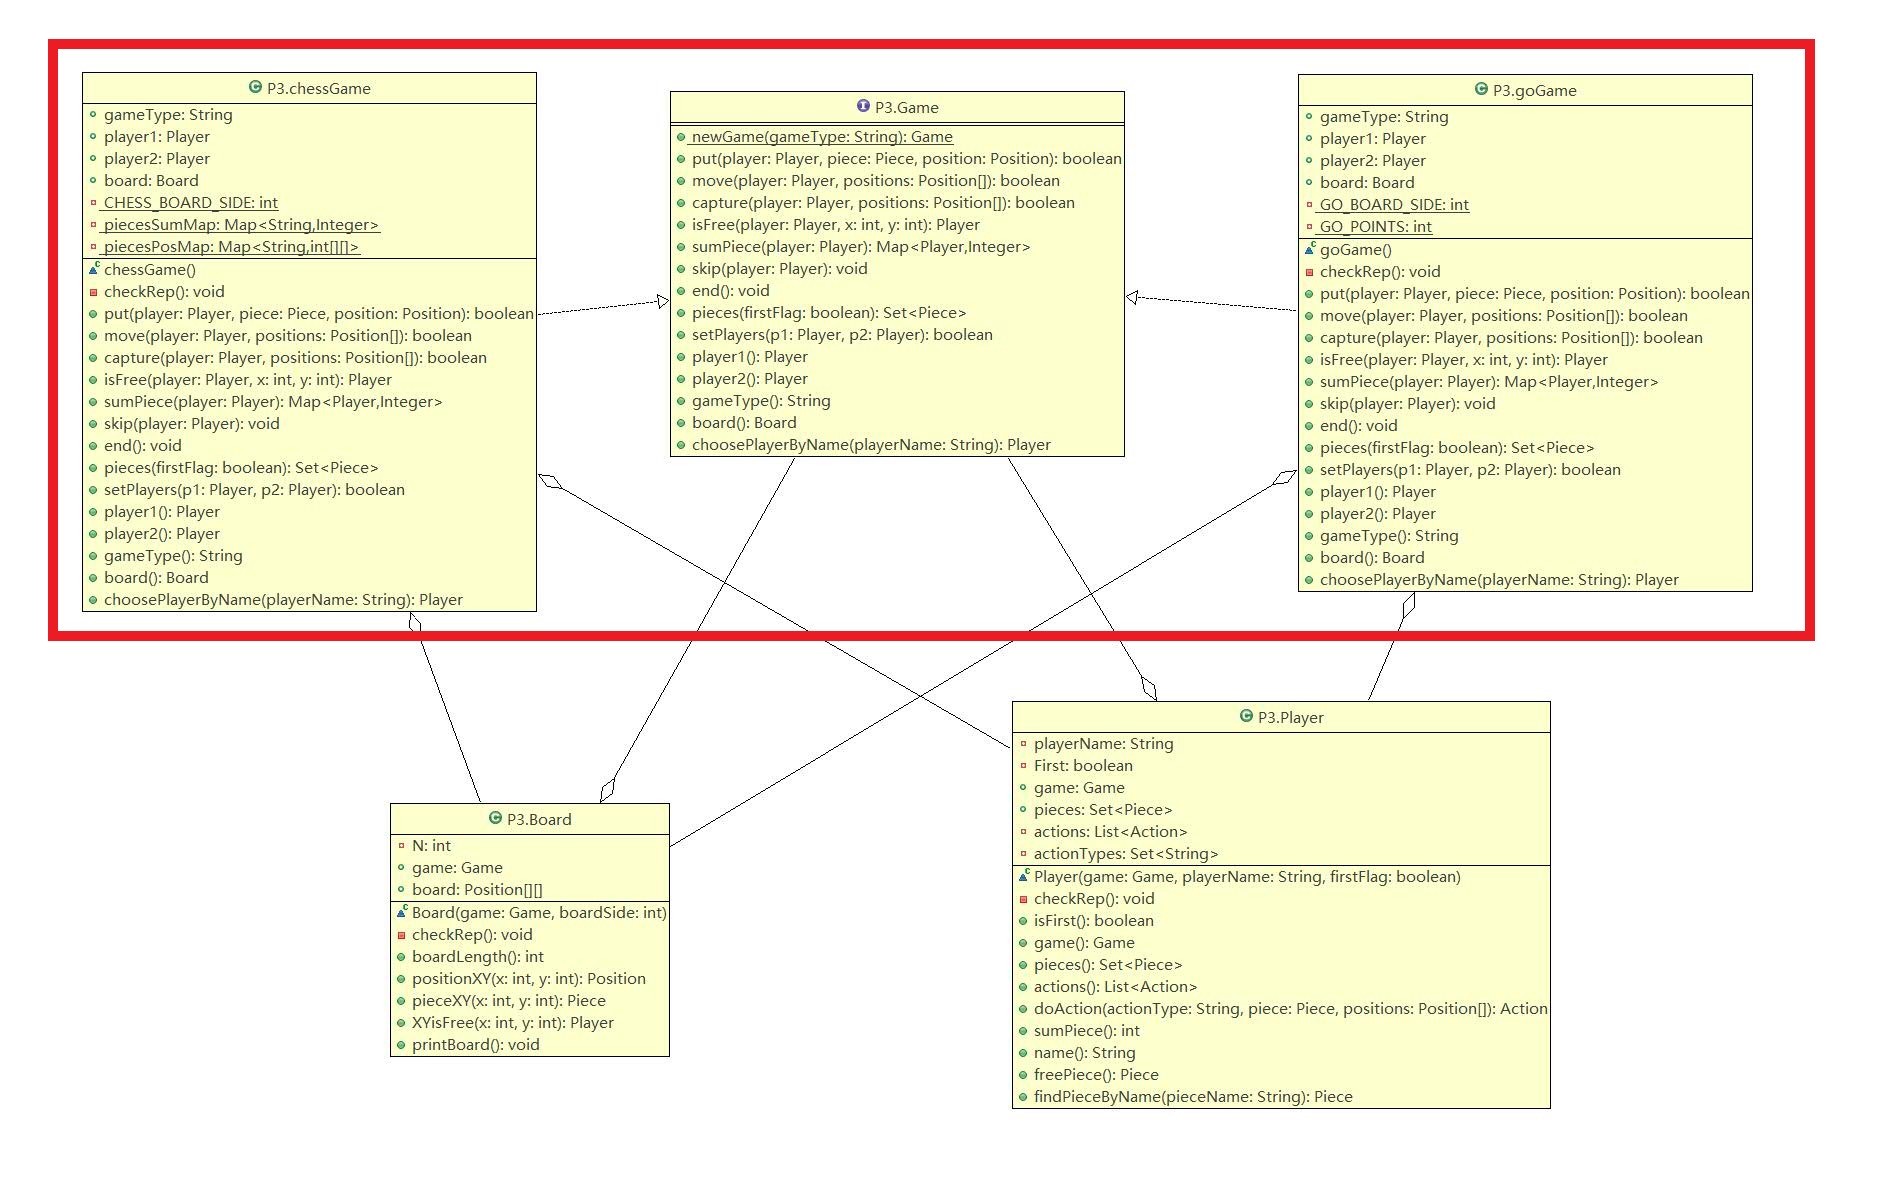 P3.chessGame
gameType: String
player1: Player
player2: Player
board: Board
CHESS_BOARD_SIDE: int
piecesSumMap: Map<String,Integer>
piecesPosMap: Map<String,int[][]>
chessGame()
checkRep(): void
put(player: Player, piece: Piece, position: Position): boolean
move(player: Player, positions: Position[]): boolean
capture(player: Player, positions: Position[]): boolean
isFree(player: Player, x: int, y: int): Player
sumPiece(player: Player): Map<Player,Integer>
skip(player: Player): void
end(): void
pieces(firstFlag: boolean): Set<Piece>
setPlayers(p1: Player, p2: Player): boolean
player1(): Player
player2(): Player
gameType(): String
board(): Board
choosePlayerByName(playerName: String): Player
P3.Game
newGame(gameType: String): Game
put(player: Player, piece: Piece, position: Position): boolean
move(player: Player, positions: Position[]): boolean
capture(player: Player, positions: Position[]): boolean
isFree(player: Player, x: int, y: int): Player
sumPiece(player: Player): Map<Player,Integer>
skip(player: Player): void
end(): void
pieces(firstFlag: boolean): Set<Piece>
setPlayers(p1: Player, p2: Player): boolean
player1(): Player
player2(): Player
gameType(): String
board(): Board
choosePlayerByName(playerName: String): Player
P3.goGame
gameType: String
player1: Player
player2: Player
board: Board
GO_BOARD_SIDE: int
GO_POINTS: int
goGame()
checkRep(): void
put(player: Player, piece: Piece, position: Position): boolean
move(player: Player, positions: Position[]): boolean
capture(player: Player, positions: Position[]): boolean
isFree(player: Player, x: int, y: int): Player
sumPiece(player: Player): Map<Player,Integer>
skip(player: Player): void
end(): void
pieces(firstFlag: boolean): Set<Piece>
setPlayers(p1: Player, p2: Player): boolean
player1(): Player
player2(): Player
gameType(): String
board(): Board
choosePlayerByName(playerName: String): Player
P3.Board
N: int
game: Game
board: Position[][]
Board(game: Game, boardSide: int)
checkRep(): void
boardLength(): int
positionXY(x: int, y: int): Position
pieceXY(x: int, y: int): Piece
XYisFree(x: int, y: int): Player
printBoard(): void
P3.Player
playerName: String
First: boolean
game: Game
pieces: Set<Piece>
actions: List<Action>
actionTypes: Set<String>
Player(game: Game, playerName: String, firstFlag: boolean)
checkRep(): void
isFirst(): boolean
game(): Game
pieces(): Set<Piece>
actions(): List<Action>
doAction(actionType: String, piece: Piece, positions: Position[]): Action
sumPiece(): int
name(): String
freePiece(): Piece
findPieceByName(pieceName: String): Piece